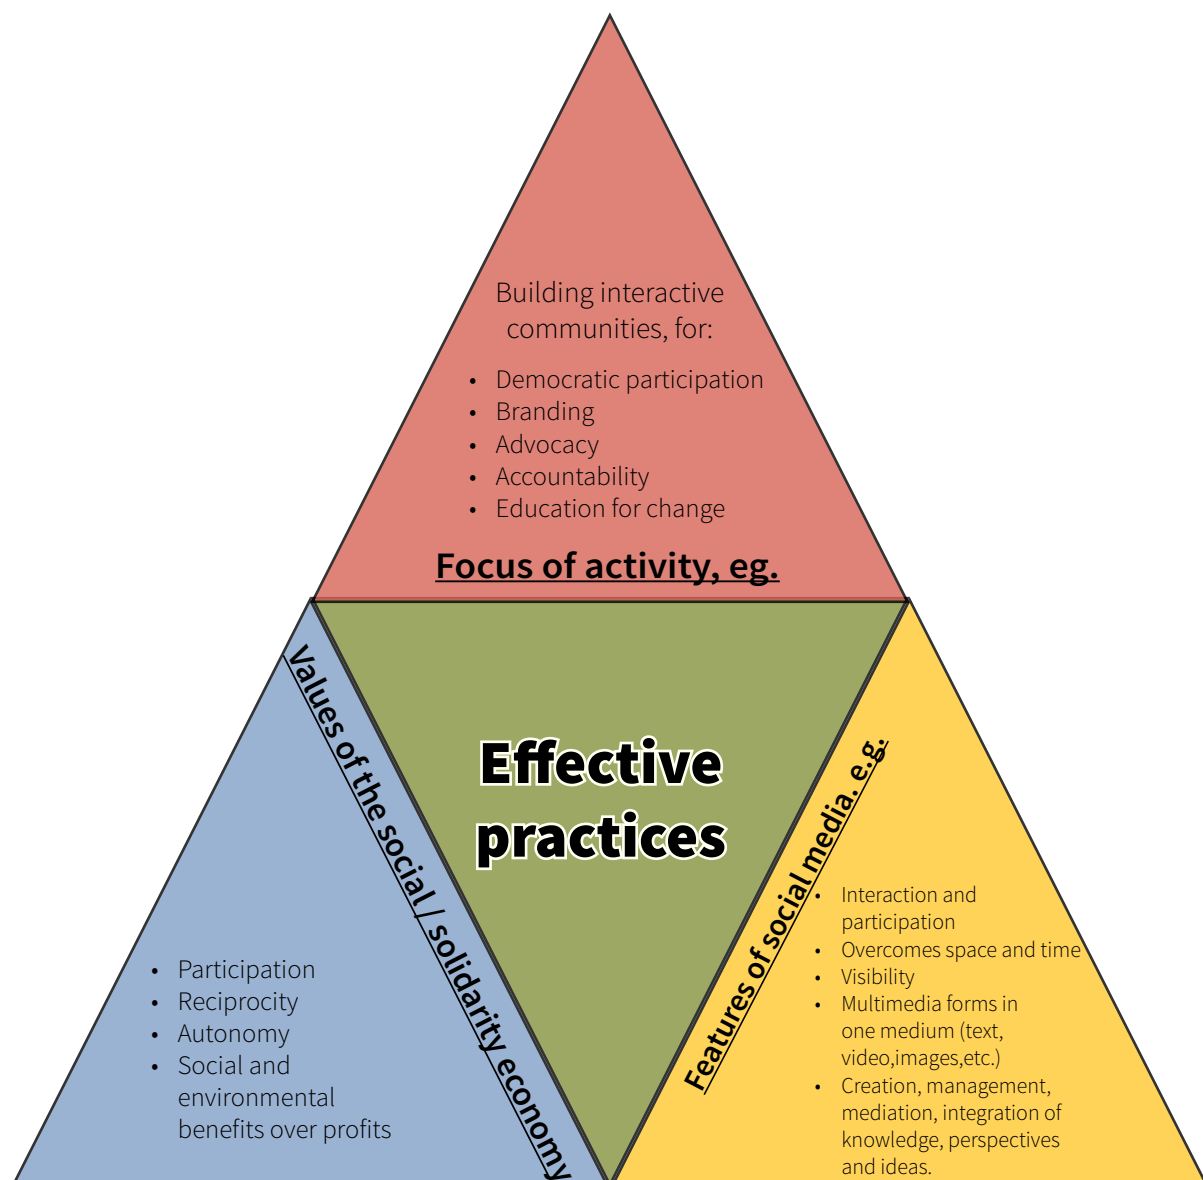 Building interactive
communities, for:
• Democratic participation
• Branding
• Advocacy
• Accountability
• Education for change
Focus of activity, eg.
Values of the social / solidarity economy
• Participation
• Reciprocity
• Autonomy
• Social and
environmental
benefits over profits
Effective
practices
Features of social media. e.g.
• Interaction and
participation
• Overcomes space and time
• Visibility
• Multimedia forms in
one medium (text,
video,images,etc.)
• Creation, management,
mediation, integration of
knowledge, perspectives
and ideas.